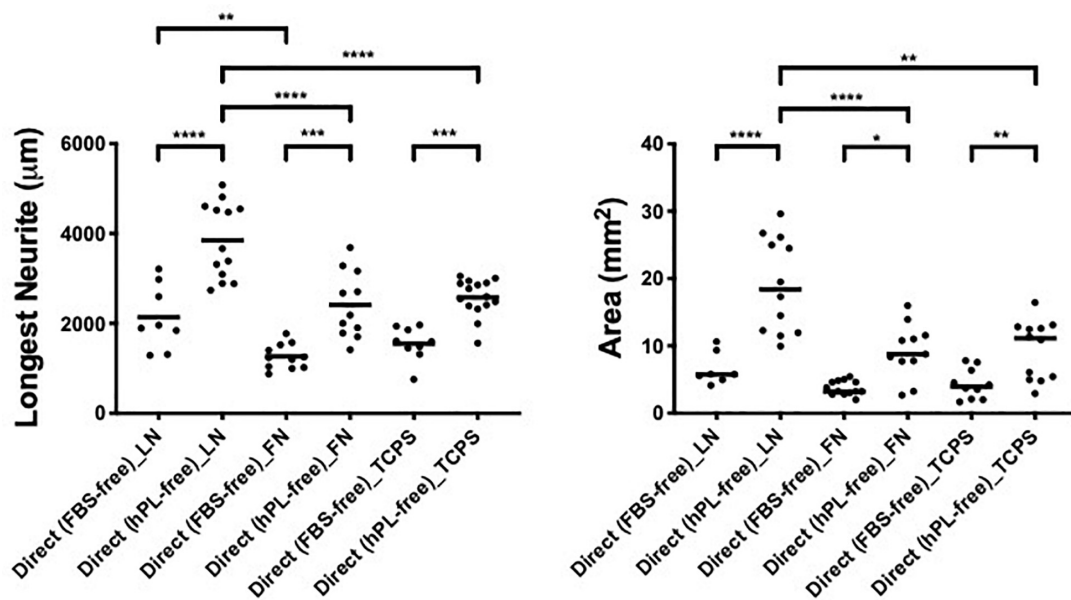 **
****
****
****
***
***
Longest Neurite (μm)
6000
4000
2000
0
Direct (FBS-free)_LN
Direct (hPL-free)_LN
Direct (FBS-free)_FN
Direct (hPL-free)_FN
Direct (FBS-free)_TCPS
Direct (hPL-free)_TCPS
**
****
****
*
**
Area (mm²)
40
30
20
10
0
Direct (FBS-free)_LN
Direct (hPL-free)_LN
Direct (FBS-free)_FN
Direct (hPL-free)_FN
Direct (FBS-free)_TCPS
Direct (hPL-free)_TCPS